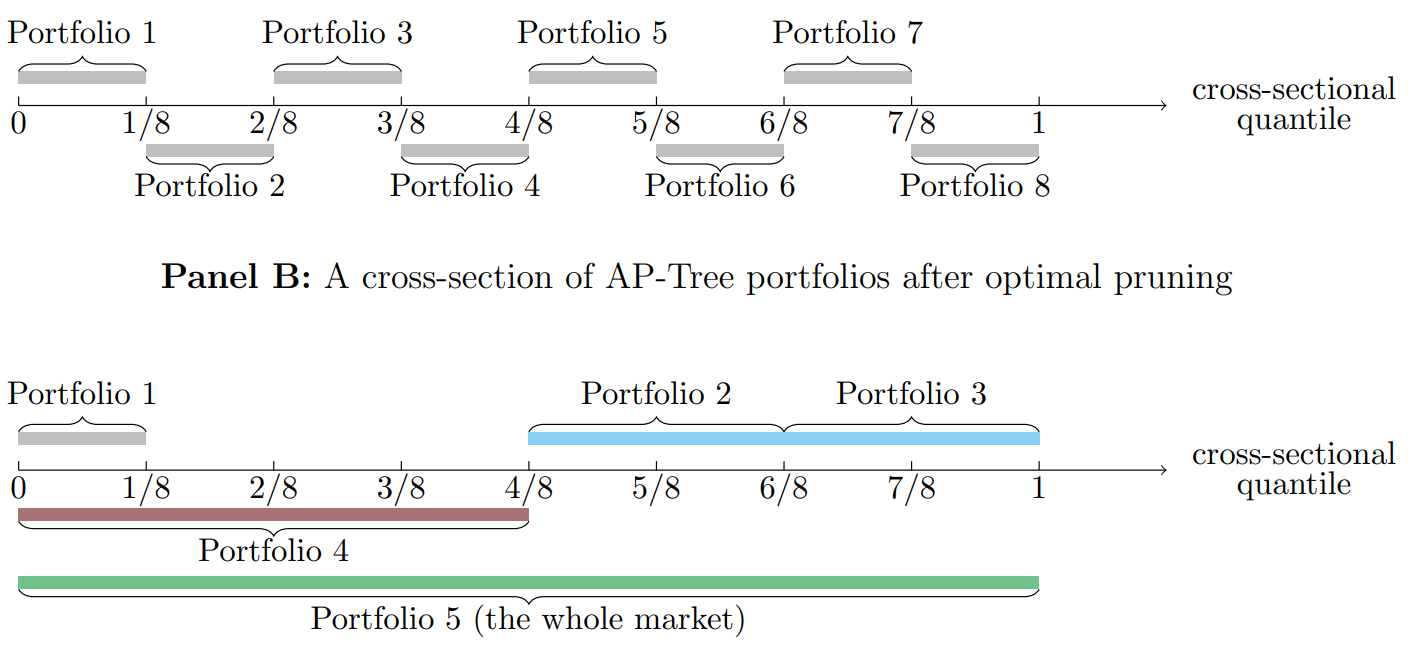 Portfolio 1 Portfolio 3 Portfolio 5 Portfolio 7
cross-sectional
quantile
0 1/8 2/8 3/8 4/8 5/8 6/8 7/8 1
Portfolio 2 Portfolio 4 Portfolio 6 Portfolio 8
Panel B: A cross-section of AP-Tree portfolios after optimal pruning
Portfolio 1 Portfolio 2 Portfolio 3
cross-sectional
quantile
0 1/8 2/8 3/8 4/8 5/8 6/8 7/8 1
Portfolio 4
Portfolio 5 (the whole market)